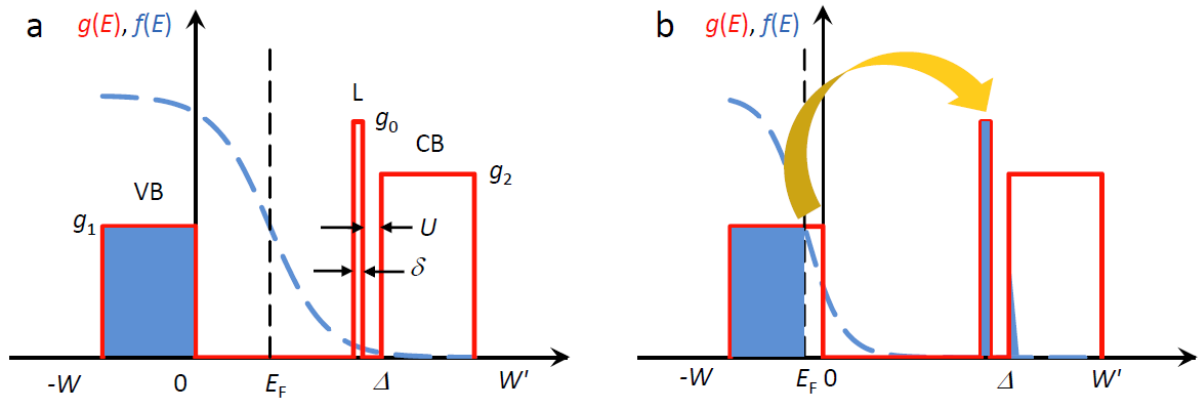 a
g(E), f(E)
L
g0
CB
VB
g2
g1
U
δ
-W
0
EF
Δ
W'
b
g(E), f(E)
-W
EF
0
Δ
W'